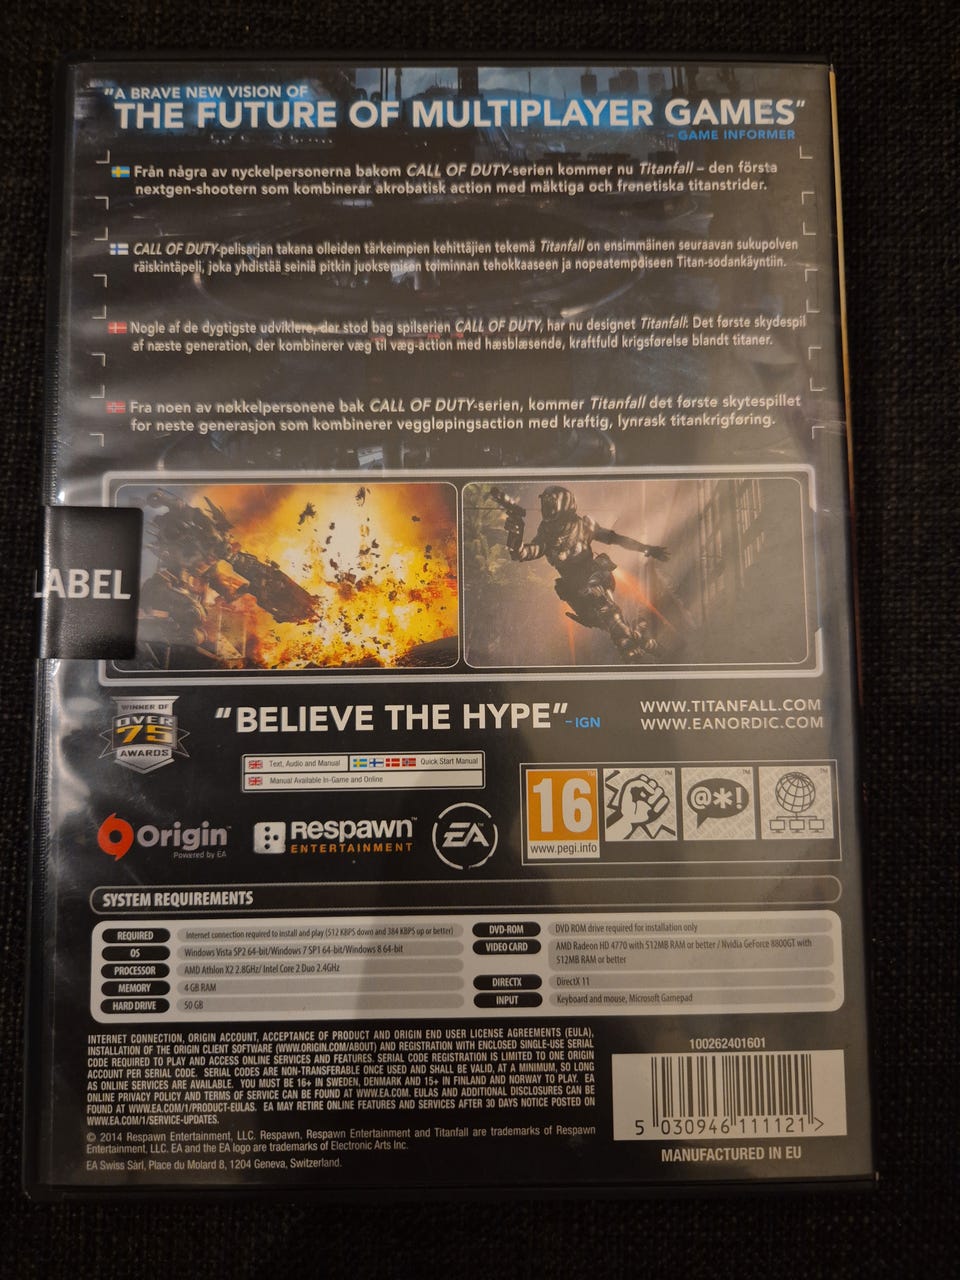 "A BRAVE NEW VISION OF
THE FUTURE OF MULTIPLAYER GAMES"
– GAME INFORMER
Från några av nyckelpersonerna bakom CALL OF DUTY-serien kommer nu Titanfall – den första
nextgen-shootern som kombinerar akrobatisk action med mäktiga och frenetiska titanstrider.
CALL OF DUTY-pelisarjan takana olleiden tärkeimpien kehittäjien tekemä Titanfall on ensimmäinen seuraavan sukupolven
räiskintäpeli, joka yhdistää seiniä pitkin juoksemisen toiminnan tehokkaaseen ja nopeatempoiseen Titan-sodankäyntiin.
Nogle af de dygtigste udviklere, der stod bag spilserien CALL OF DUTY, har nu designet Titanfall: Det første skydespil
af næste generation, der kombinerer væg til væg-action med hæsblæsende, kraftfuld krigsførelse blandt titaner.
Fra noen av nøkkelpersonene bak CALL OF DUTY-serien, kommer Titanfall det første skytespillet
for neste generasjon som kombinerer veggløpingsaction med kraftig, lynrask titankrigføring.
LABEL
WINNER OF
OVER
75
AWARDS
"BELIEVE THE HYPE" – IGN
WWW.TITANFALL.COM
WWW.EANORDIC.COM
Text, Audio and Manual Quick Start Manual
Manual Available In-Game and Online
Origin™
Powered by EA
Respawn™
ENTERTAINMENT
EA
16
www.pegi.info
@*!
SYSTEM REQUIREMENTS
REQUIRED Internet connection required to install and play (512 KBPS down and 384 KBPS up or better)
OS Windows Vista SP2 64-bit/Windows 7 SP1 64-bit/Windows 8 64-bit
PROCESSOR AMD Athlon X2 2.8GHz/ Intel Core 2 Duo 2.4GHz
MEMORY 4 GB RAM
HARD DRIVE 50 GB
DVD-ROM DVD ROM drive required for installation only
VIDEO CARD AMD Radeon HD 4770 with 512MB RAM or better / Nvidia GeForce 8800GT with
512MB RAM or better
DIRECTX DirectX 11
INPUT Keyboard and mouse, Microsoft Gamepad
INTERNET CONNECTION, ORIGIN ACCOUNT, ACCEPTANCE OF PRODUCT AND ORIGIN END USER LICENSE AGREEMENTS (EULA),
INSTALLATION OF THE ORIGIN CLIENT SOFTWARE (WWW.ORIGIN.COM/ABOUT) AND REGISTRATION WITH ENCLOSED SINGLE-USE SERIAL
CODE REQUIRED TO PLAY AND ACCESS ONLINE SERVICES AND FEATURES. SERIAL CODE REGISTRATION IS LIMITED TO ONE ORIGIN
ACCOUNT PER SERIAL CODE. SERIAL CODES ARE NON-TRANSFERABLE ONCE USED AND SHALL BE VALID, AT A MINIMUM, SO LONG
AS ONLINE SERVICES ARE AVAILABLE. YOU MUST BE 16+ IN SWEDEN, DENMARK AND 15+ IN FINLAND AND NORWAY TO PLAY. EA
ONLINE PRIVACY POLICY AND TERMS OF SERVICE CAN BE FOUND AT WWW.EA.COM. EULAS AND ADDITIONAL DISCLOSURES CAN BE
FOUND AT WWW.EA.COM/1/PRODUCT-EULAS. EA MAY RETIRE ONLINE FEATURES AND SERVICES AFTER 30 DAYS NOTICE POSTED ON
WWW.EA.COM/1/SERVICE-UPDATES.
© 2014 Respawn Entertainment, LLC. Respawn, Respawn Entertainment and Titanfall are trademarks of Respawn
Entertainment, LLC. EA and the EA logo are trademarks of Electronic Arts Inc.
EA Swiss Sàrl, Place du Molard 8, 1204 Geneva, Switzerland.
100262401601
5 030946 111121 >
MANUFACTURED IN EU